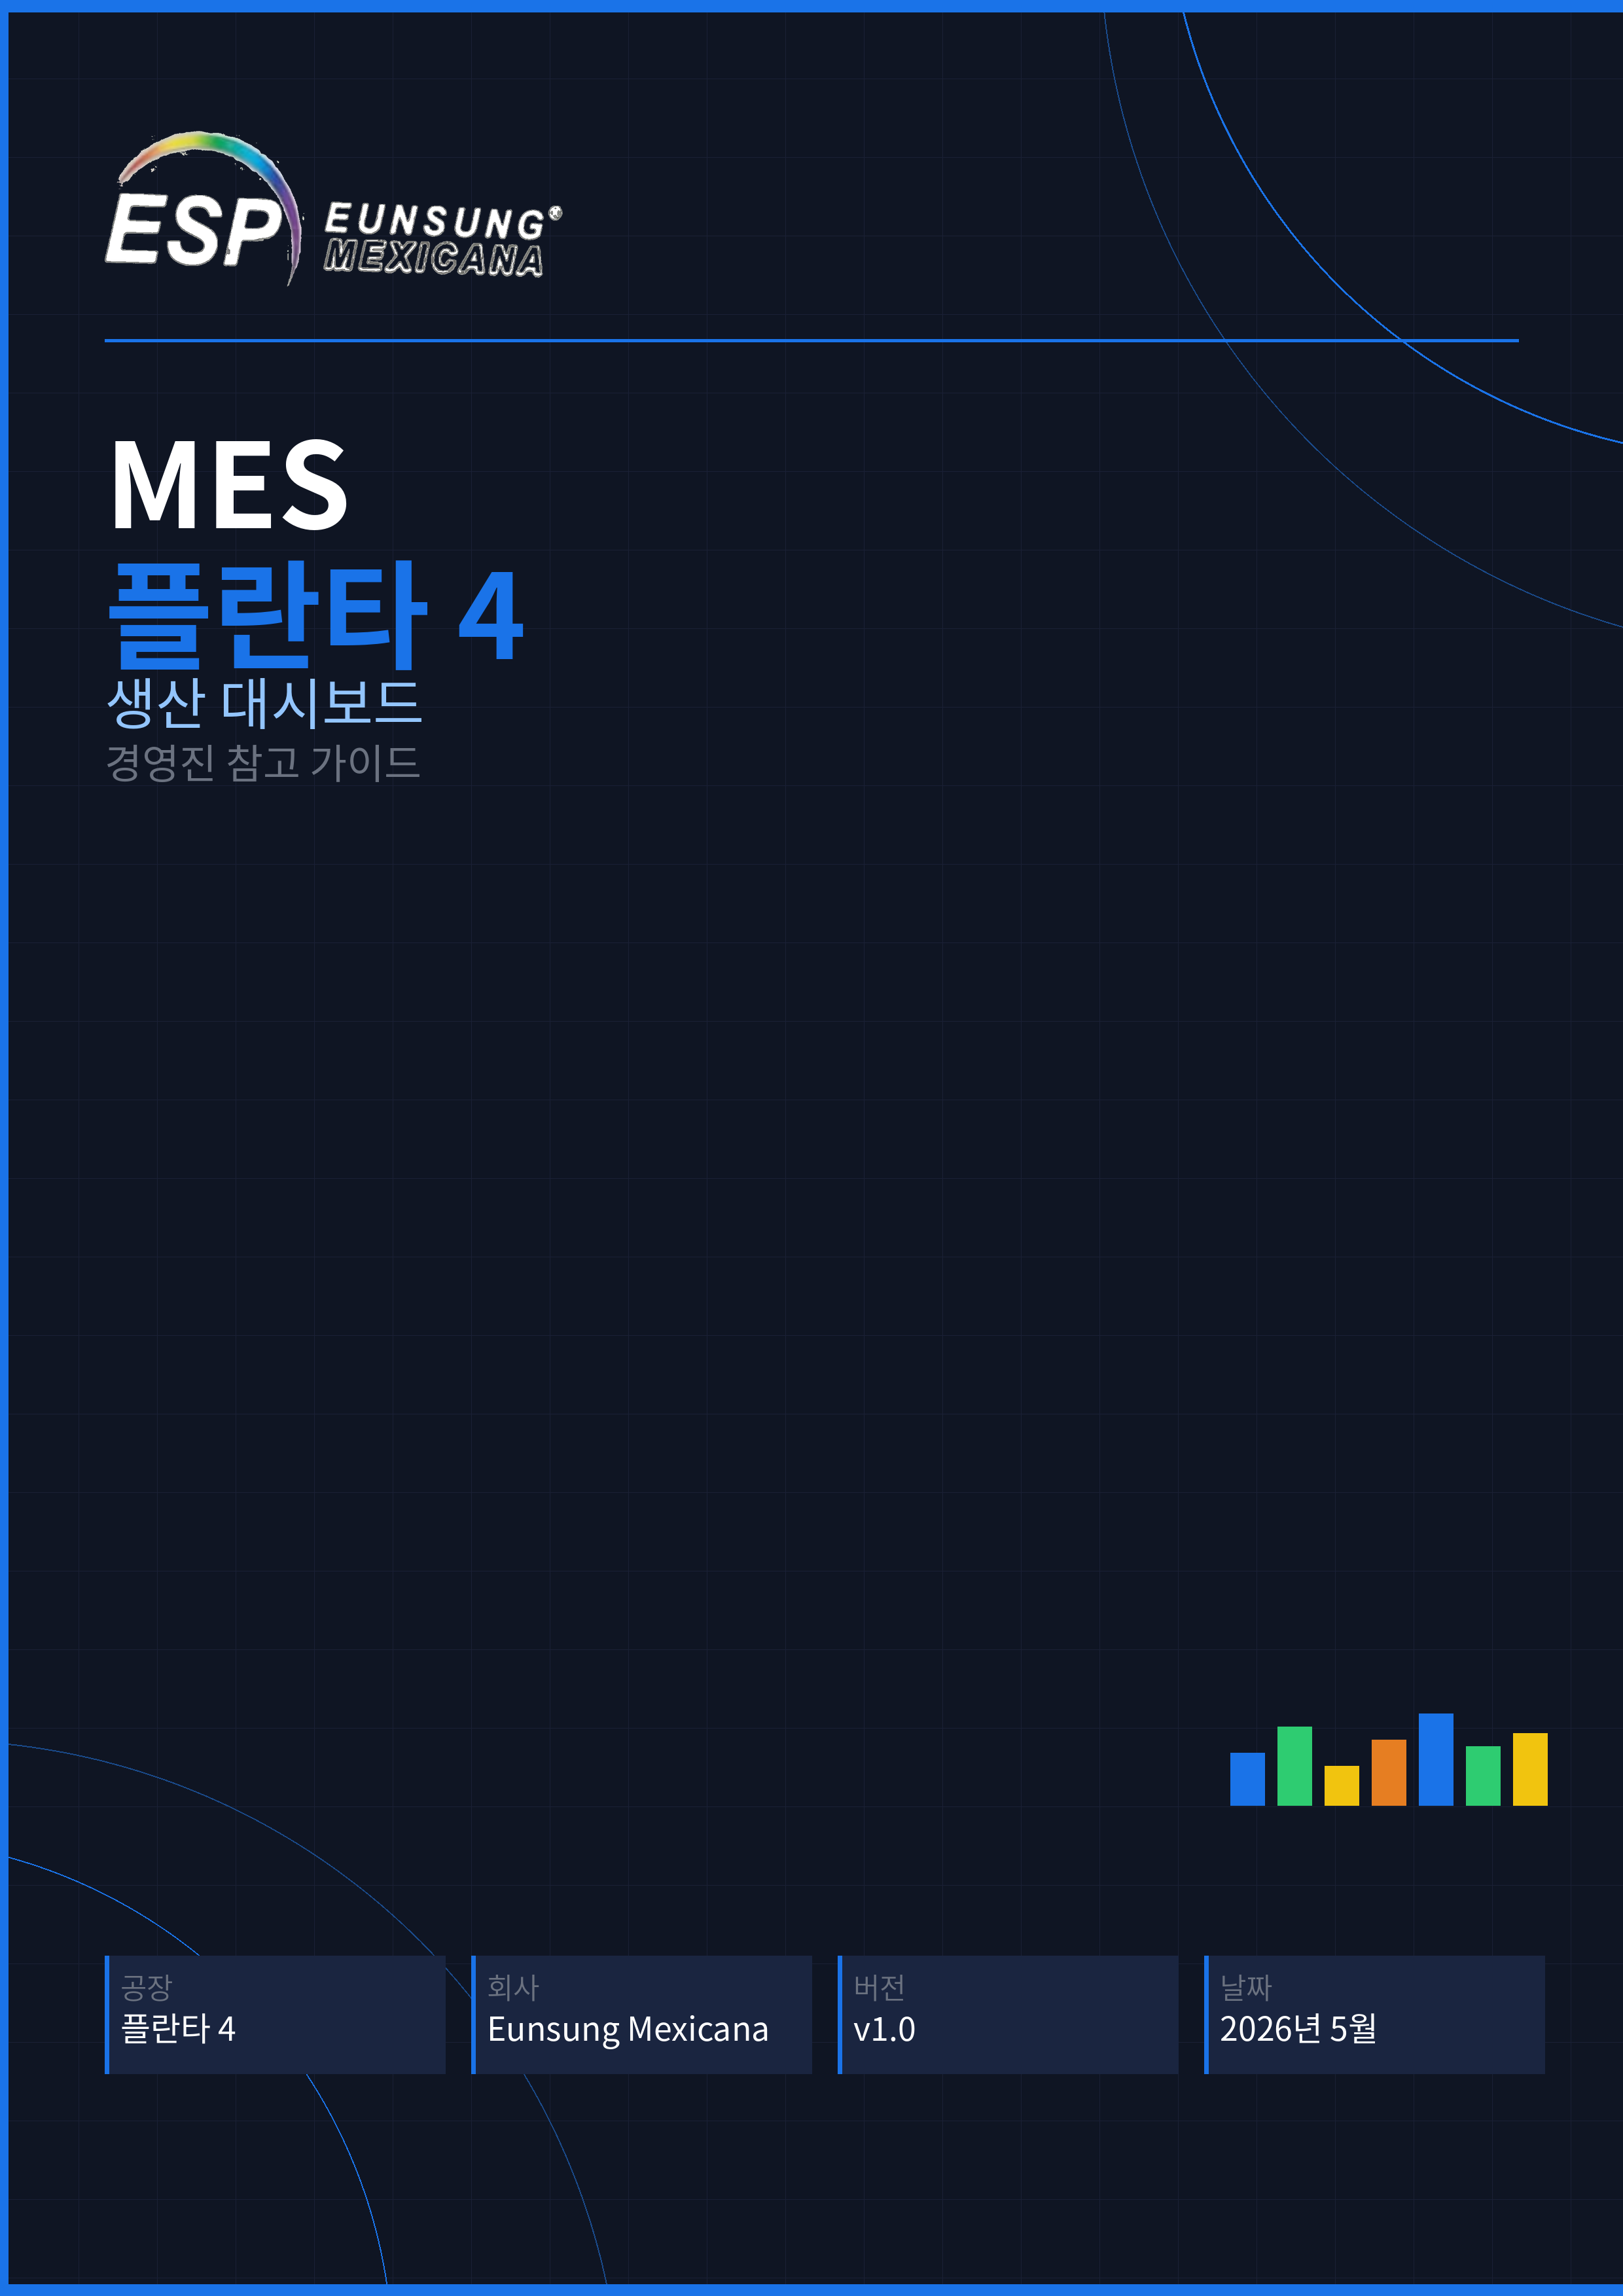 ESP EUNSUNG
MEXICANA
MES
플란타 4
생산 대시보드
경영진 참고 가이드
공장
플란타 4
회사
Eunsung Mexicana
버전
v1.0
날짜
2026년 5월